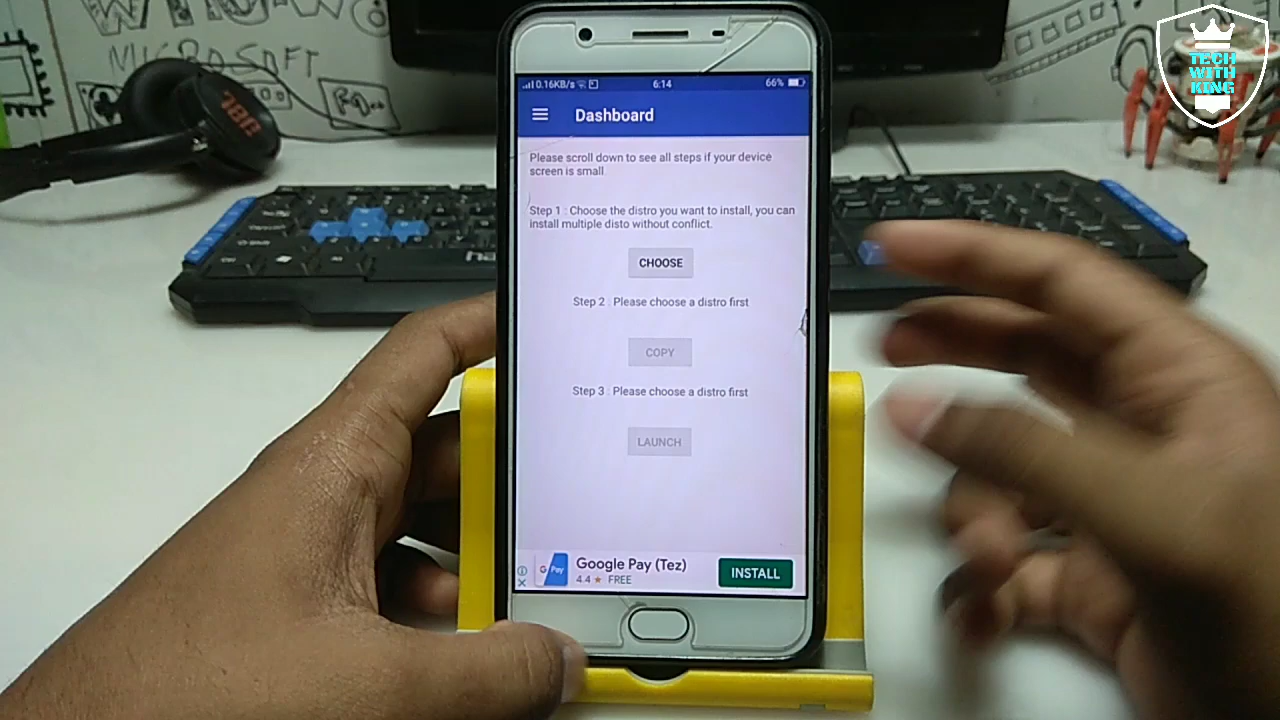 MICROSOFT
JBL
TECH
WITH
KING
0.16KB/s
6:14
66%
Dashboard
Please scroll down to see all steps if your device
screen is small
Step 1 : Choose the distro you want to install, you can
install multiple disto without conflict.
CHOOSE
Step 2 : Please choose a distro first
COPY
Step 3 : Please choose a distro first
LAUNCH
G Pay
Google Pay (Tez)
4.4 ★ FREE
INSTALL